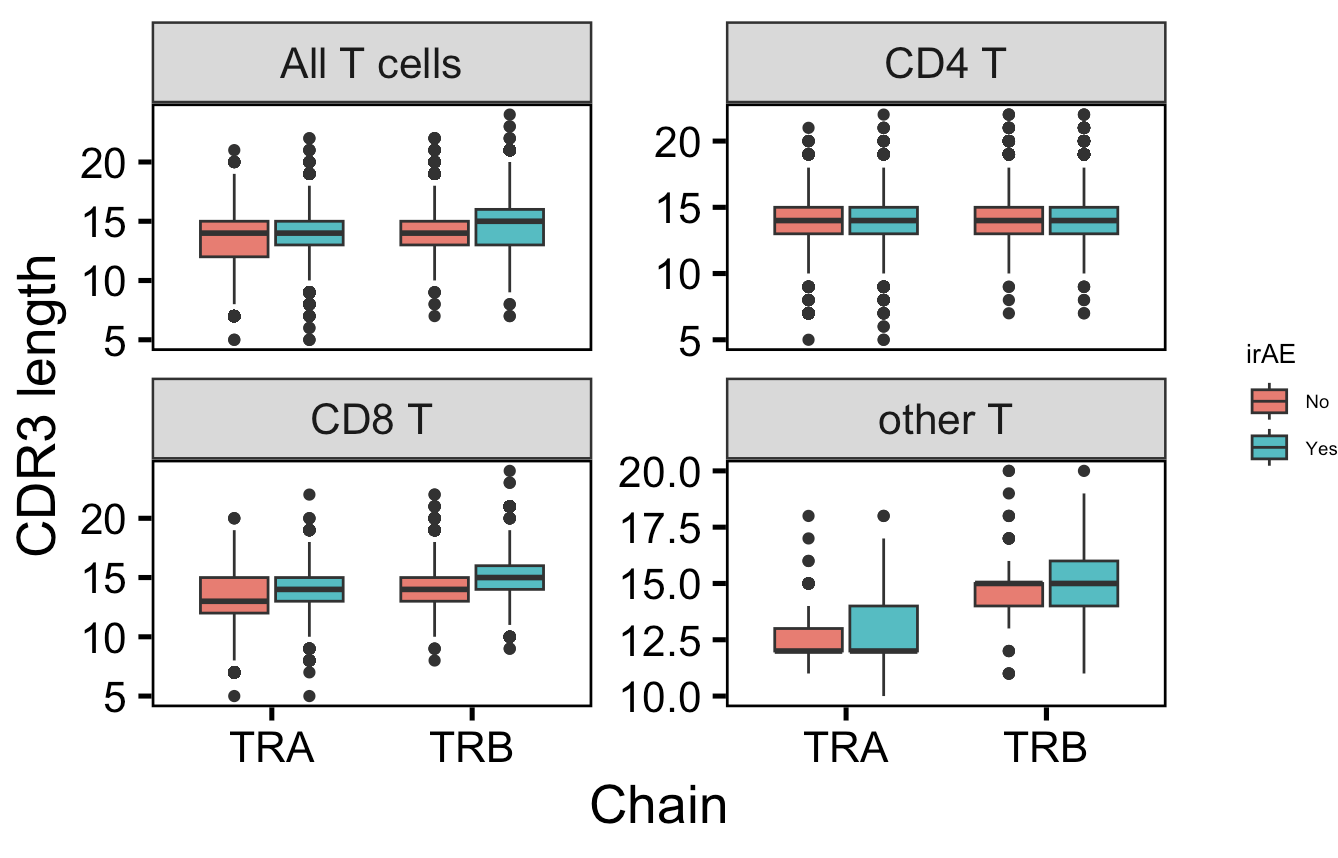 All T cells
CD4 T
20
15
10
5
20
15
10
5
CD8 T
other T
20
15
10
5
20.0
17.5
15.0
12.5
10.0
TRA
TRB
TRA
TRB
Chain
CDR3 length
irAE
No
Yes